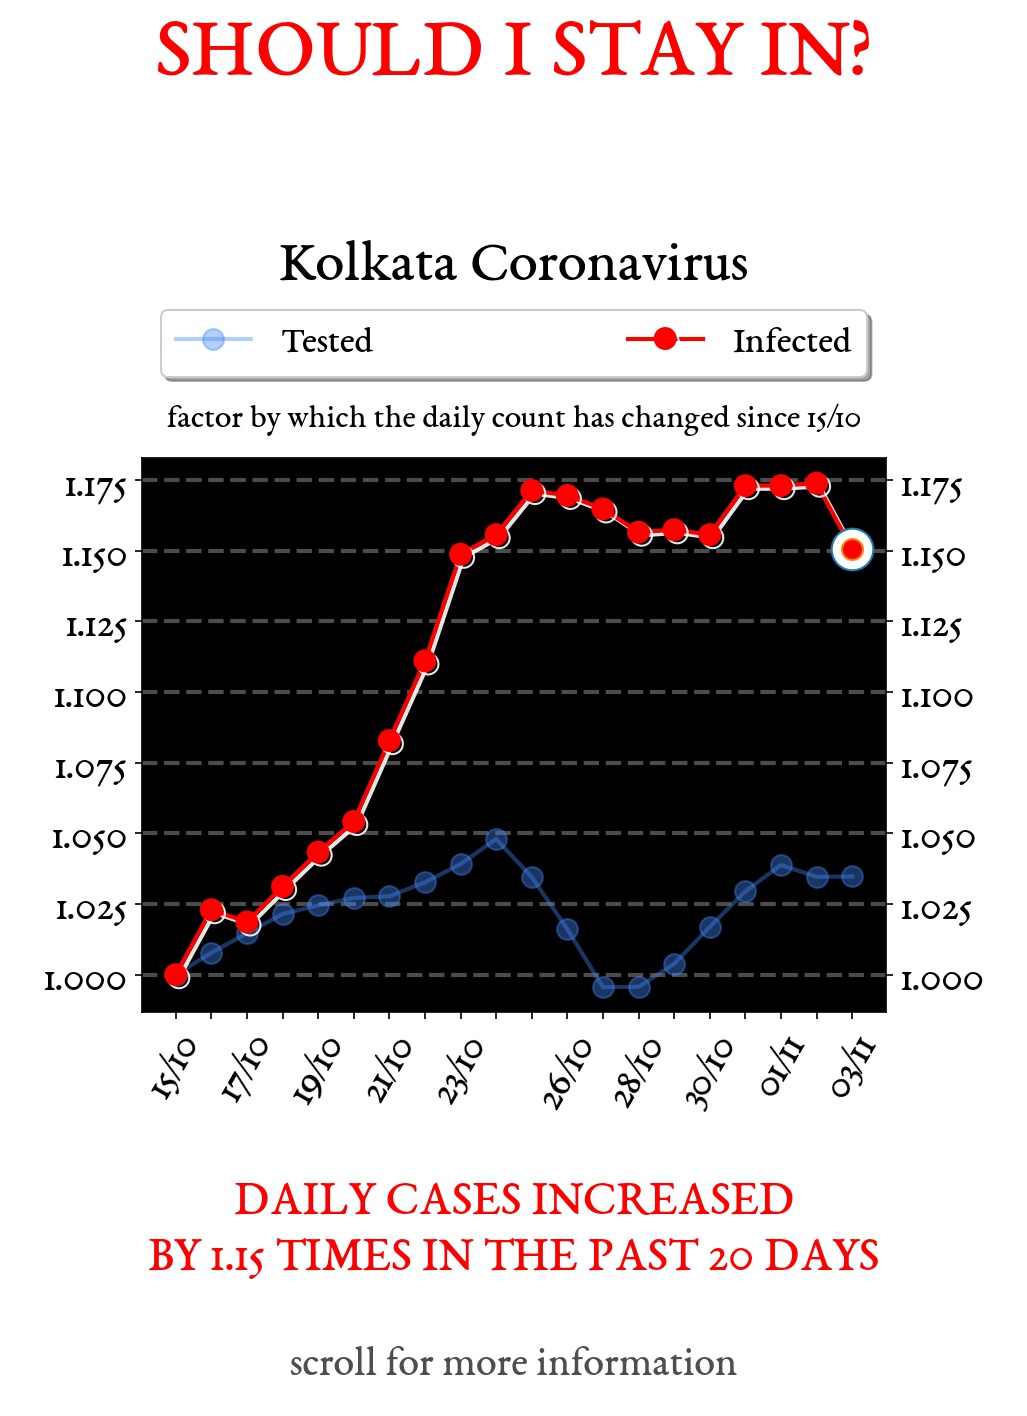 SHOULD I STAY IN?
Kolkata Coronavirus
Tested Infected
factor by which the daily count has changed since 15/10
1.175 1.175
1.150 1.150
1.125 1.125
1.100 1.100
1.075 1.075
1.050 1.050
1.025 1.025
1.000 1.000
15/10 17/10 19/10 21/10 23/10 26/10 28/10 30/10 01/11 03/11
DAILY CASES INCREASED
BY 1.15 TIMES IN THE PAST 20 DAYS
scroll for more information